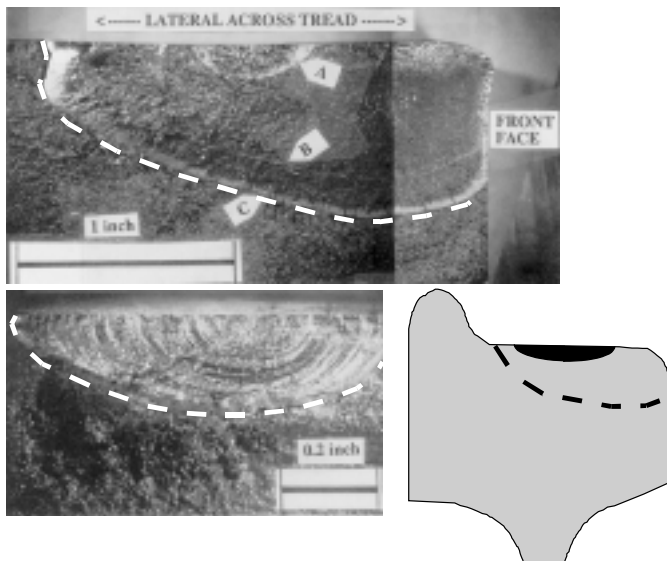 <------ LATERAL ACROSS TREAD ------>
A
B
FRONT
FACE
C
1 inch
0.2 inch